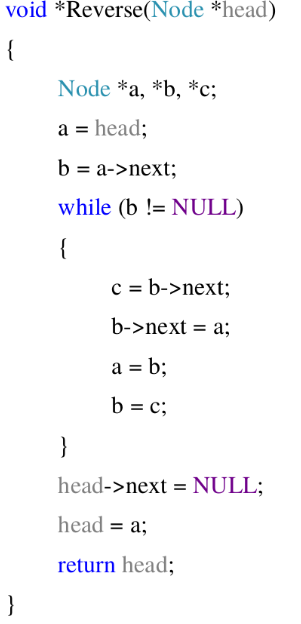 void *Reverse(Node *head)
{
Node *a, *b, *c;
a = head;
b = a->next;
while (b != NULL)
{
c = b->next;
b->next = a;
a = b;
b = c;
}
head->next = NULL;
head = a;
return head;
}